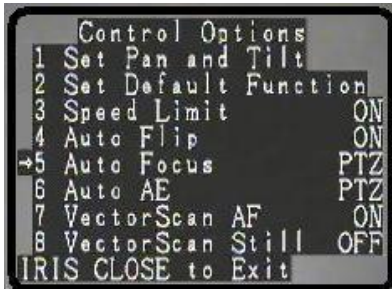 Control Options
1 Set Pan and Tilt
2 Set Default Function
3 Speed Limit ON
4 Auto Flip ON
⇒5 Auto Focus PTZ
6 Auto AE PTZ
7 VectorScan AF ON
8 VectorScan Still OFF
IRIS CLOSE to Exit